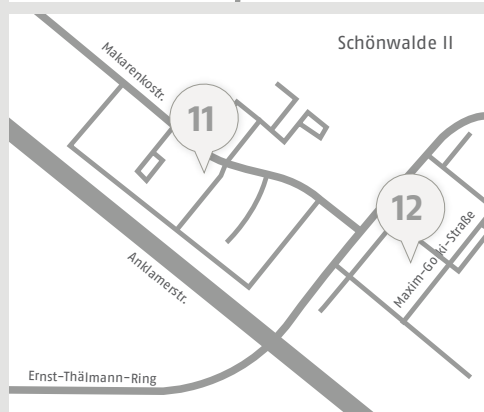 Schönwalde II
Makarenkostr.
11
12
Maxim-Gorki-Straße
Anklamerstr.
Ernst-Thälmann-Ring